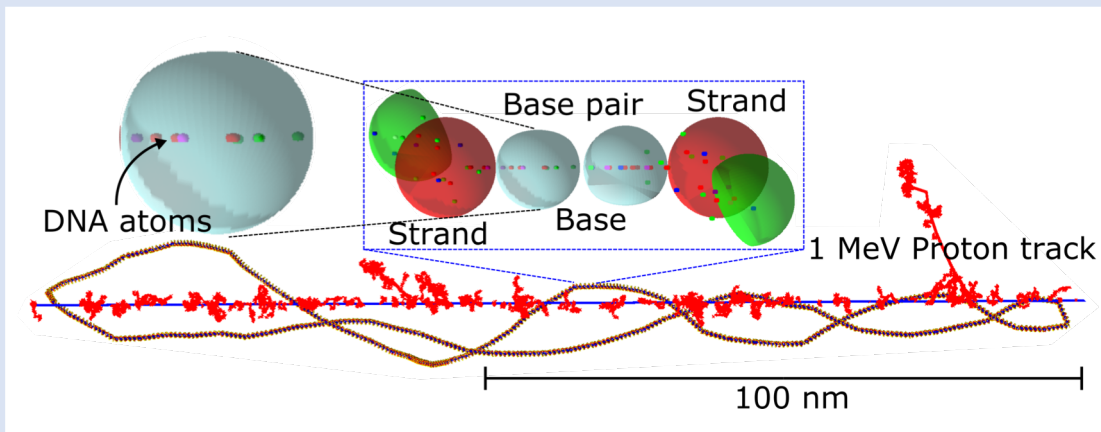 Base pair
Strand
DNA atoms
Strand
Base
1 MeV Proton track
100 nm